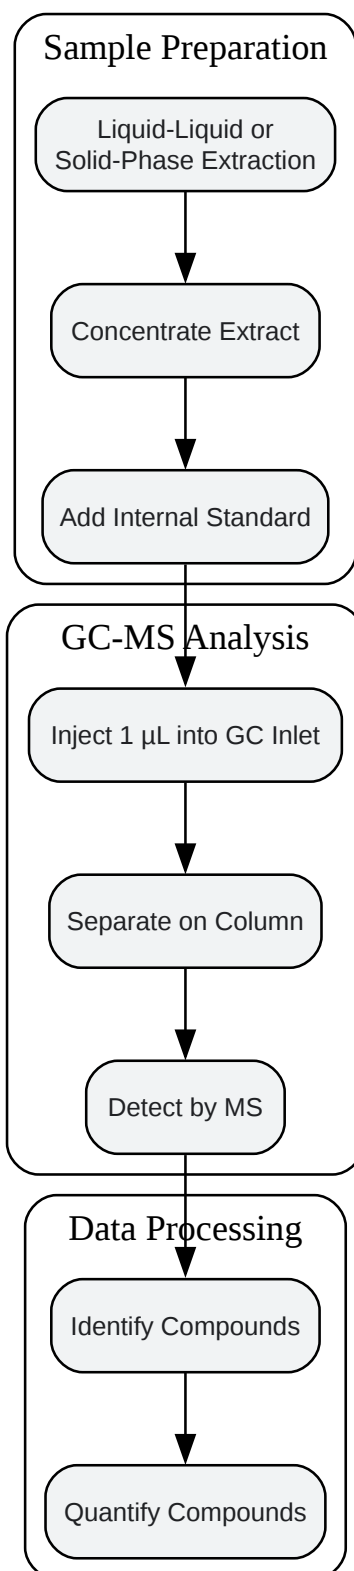 Sample Preparation
Liquid-Liquid or
Solid-Phase Extraction
Concentrate Extract
Add Internal Standard
GC-MS Analysis
Inject 1 µL into GC Inlet
Separate on Column
Detect by MS
Data Processing
Identify Compounds
Quantify Compounds